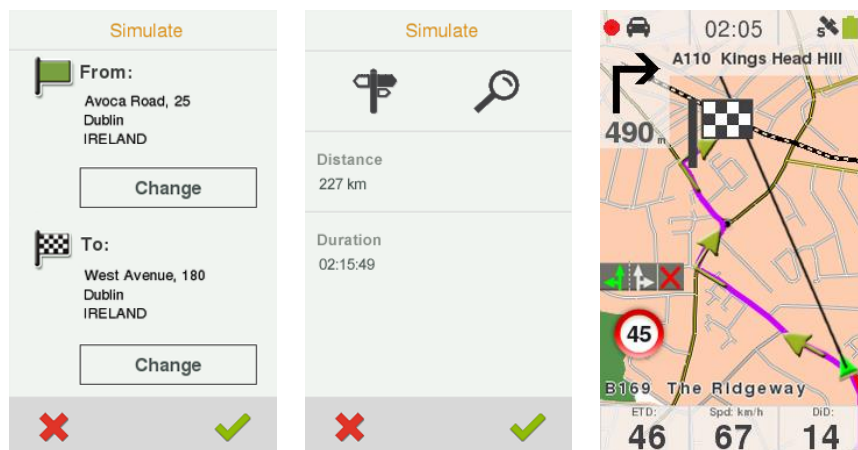 Simulate
From:
Avoca Road, 25
Dublin
IRELAND
Change
To:
West Avenue, 180
Dublin
IRELAND
Change
Simulate
Distance
227 km
Duration
02:15:49
02:05
S
A110 Kings Head Hill
490 m
45
B169 The Ridgeway
ETD: Spd: km/h DiD:
46 67 14